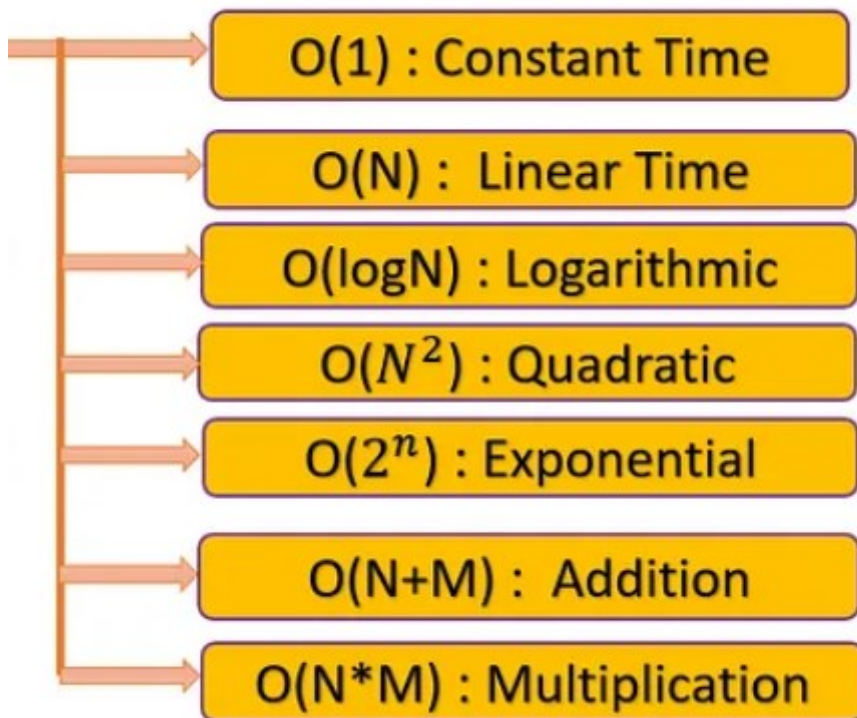 O(1) : Constant Time
O(N) : Linear Time
O(logN) : Logarithmic
O(N²) : Quadratic
O(2ⁿ) : Exponential
O(N+M) : Addition
O(N*M) : Multiplication